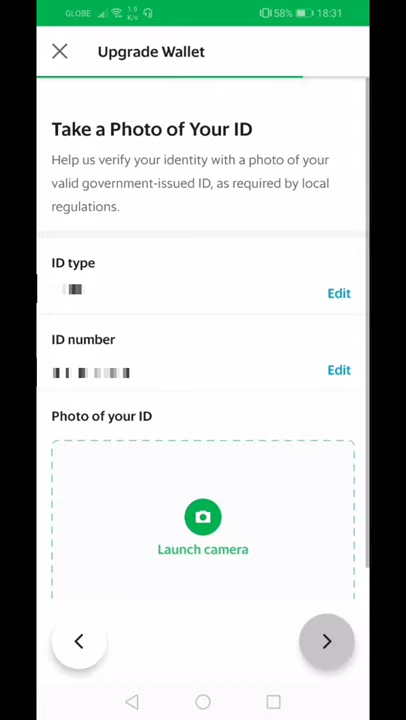 GLOBE 1.9 K/s 58% 18:31
Upgrade Wallet
Take a Photo of Your ID
Help us verify your identity with a photo of your
valid government-issued ID, as required by local
regulations.
ID type
Edit
ID number
Edit
Photo of your ID
Launch camera